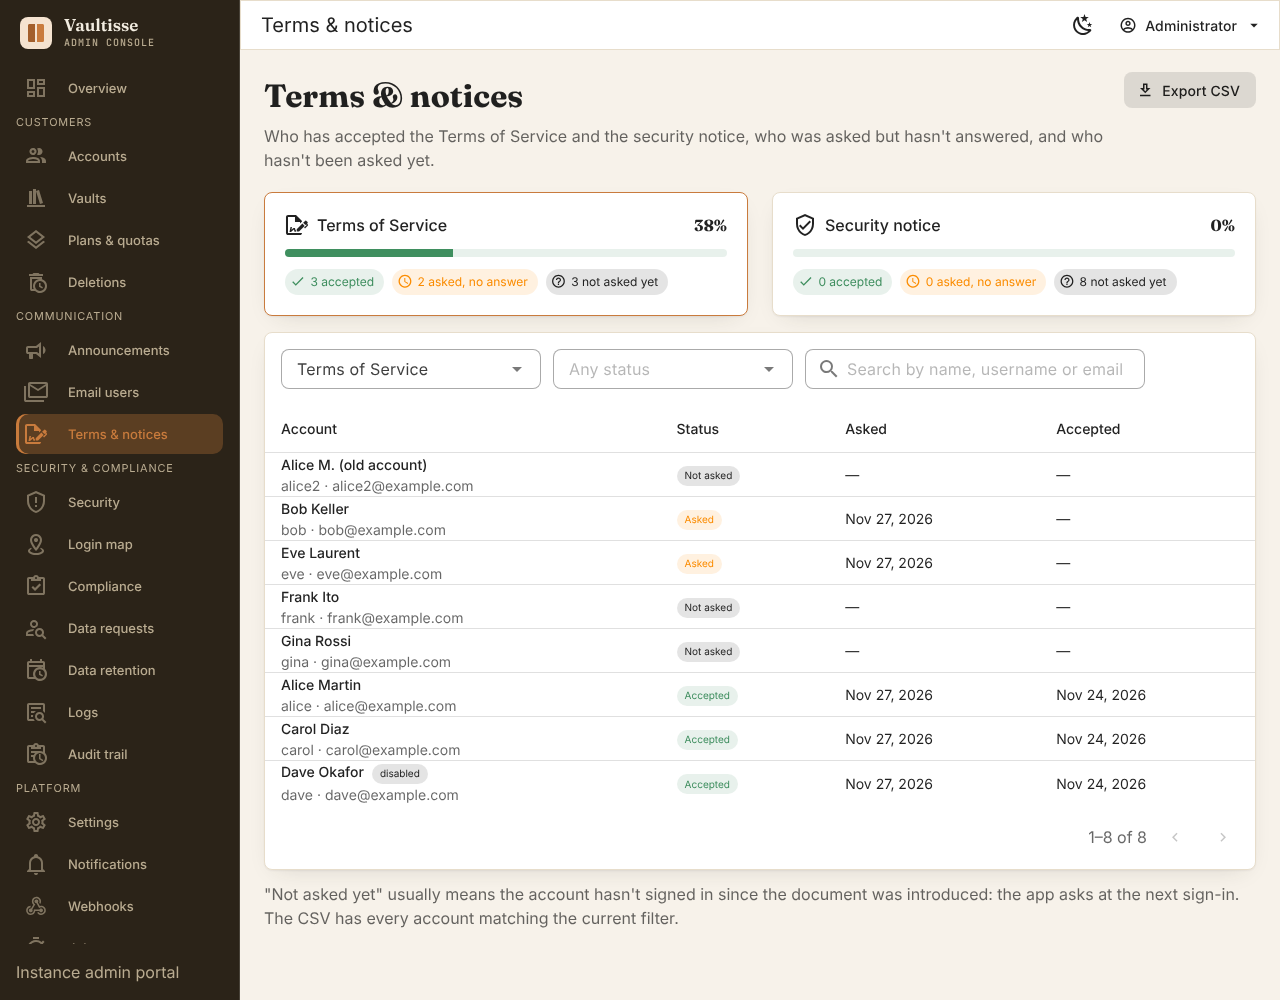 Vaultisse
ADMIN CONSOLE
Overview
CUSTOMERS
Accounts
Vaults
Plans & quotas
Deletions
COMMUNICATION
Announcements
Email users
Terms & notices
SECURITY & COMPLIANCE
Security
Login map
Compliance
Data requests
Data retention
Logs
Audit trail
PLATFORM
Settings
Notifications
Webhooks
Instance admin portal
Terms & notices
Administrator
Terms & notices
Export CSV
Who has accepted the Terms of Service and the security notice, who was asked but hasn't answered, and who
hasn't been asked yet.
Terms of Service 38%
3 accepted 2 asked, no answer 3 not asked yet
Security notice 0%
0 accepted 0 asked, no answer 8 not asked yet
Terms of Service Any status Search by name, username or email
Account Status Asked Accepted
Alice M. (old account)
alice2 · alice2@example.com Not asked — —
Bob Keller
bob · bob@example.com Asked Nov 27, 2026 —
Eve Laurent
eve · eve@example.com Asked Nov 27, 2026 —
Frank Ito
frank · frank@example.com Not asked — —
Gina Rossi
gina · gina@example.com Not asked — —
Alice Martin
alice · alice@example.com Accepted Nov 27, 2026 Nov 24, 2026
Carol Diaz
carol · carol@example.com Accepted Nov 27, 2026 Nov 24, 2026
Dave Okafor disabled
dave · dave@example.com Accepted Nov 27, 2026 Nov 24, 2026
1–8 of 8
"Not asked yet" usually means the account hasn't signed in since the document was introduced: the app asks at the next sign-in.
The CSV has every account matching the current filter.